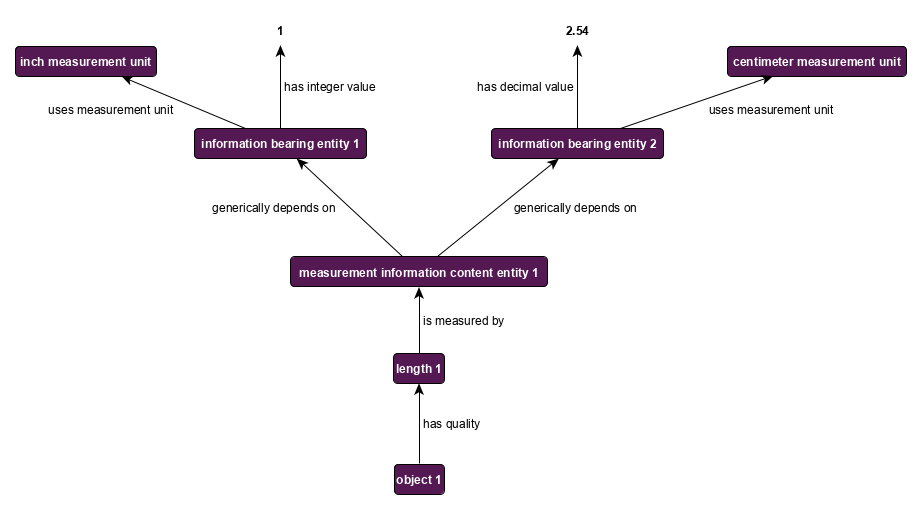 1
2.54
inch measurement unit
centimeter measurement unit
has integer value
has decimal value
uses measurement unit
uses measurement unit
information bearing entity 1
information bearing entity 2
generically depends on
generically depends on
measurement information content entity 1
is measured by
length 1
has quality
object 1